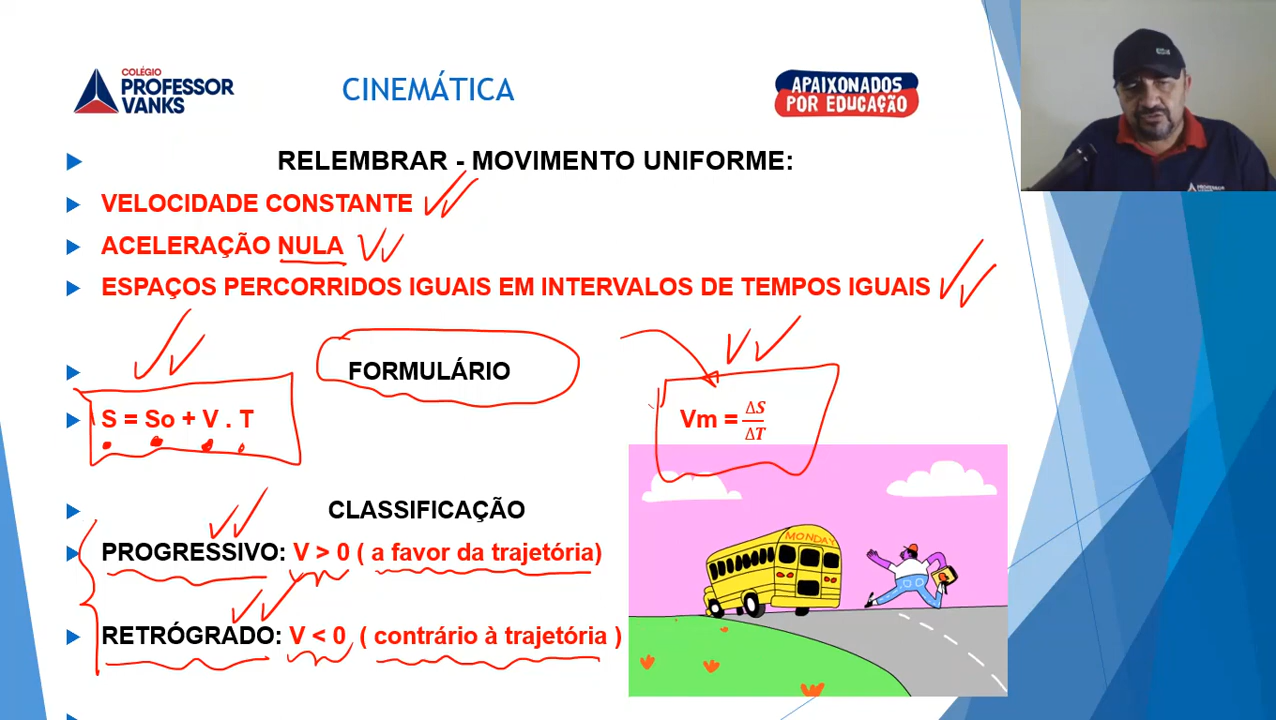 COLÉGIO
PROFESSOR
VANKS
CINEMÁTICA
APAIXONADOS
POR EDUCAÇÃO
RELEMBRAR - MOVIMENTO UNIFORME:
VELOCIDADE CONSTANTE
ACELERAÇÃO NULA
ESPAÇOS PERCORRIDOS IGUAIS EM INTERVALOS DE TEMPOS IGUAIS
FORMULÁRIO
S = So + V . T
Vm = ΔS/ΔT
CLASSIFICAÇÃO
PROGRESSIVO: V > 0 ( a favor da trajetória)
RETRÓGRADO: V < 0 ( contrário à trajetória )
MONDAY
PROFESSOR